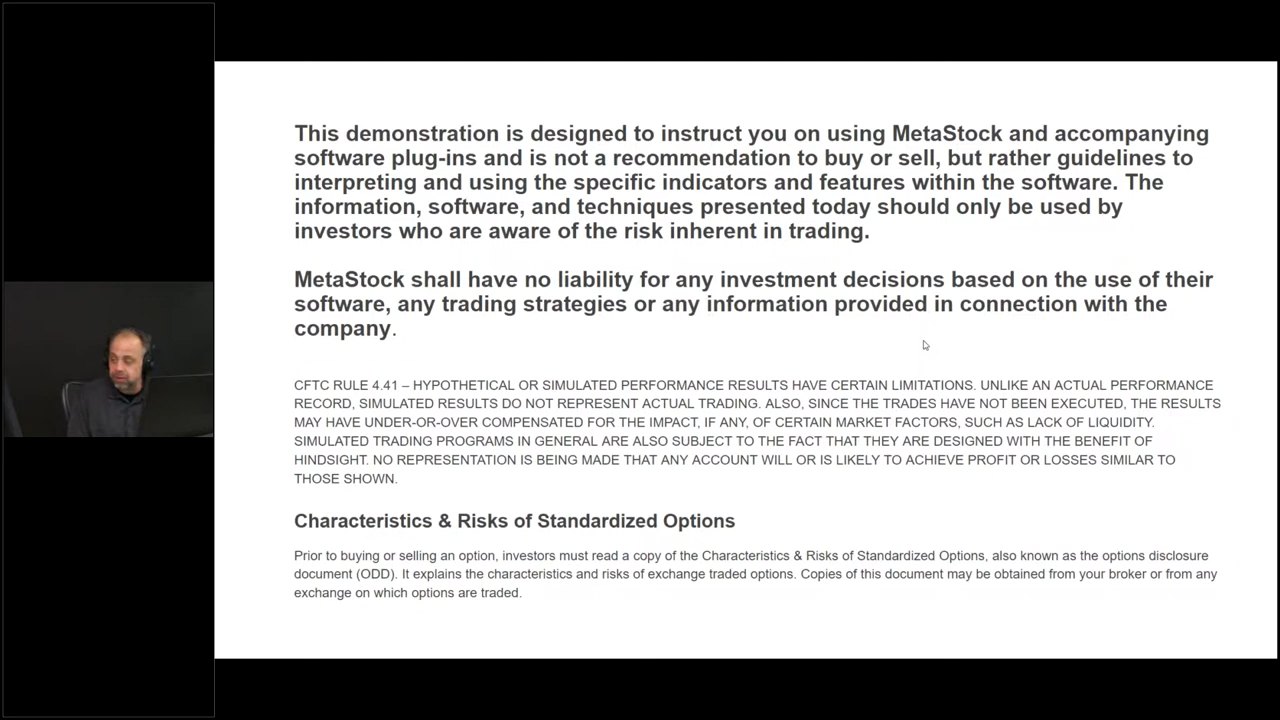 This demonstration is designed to instruct you on using MetaStock and accompanying
software plug-ins and is not a recommendation to buy or sell, but rather guidelines to
interpreting and using the specific indicators and features within the software. The
information, software, and techniques presented today should only be used by
investors who are aware of the risk inherent in trading.
MetaStock shall have no liability for any investment decisions based on the use of their
software, any trading strategies or any information provided in connection with the
company.
CFTC RULE 4.41 – HYPOTHETICAL OR SIMULATED PERFORMANCE RESULTS HAVE CERTAIN LIMITATIONS. UNLIKE AN ACTUAL PERFORMANCE
RECORD, SIMULATED RESULTS DO NOT REPRESENT ACTUAL TRADING. ALSO, SINCE THE TRADES HAVE NOT BEEN EXECUTED, THE RESULTS
MAY HAVE UNDER-OR-OVER COMPENSATED FOR THE IMPACT, IF ANY, OF CERTAIN MARKET FACTORS, SUCH AS LACK OF LIQUIDITY.
SIMULATED TRADING PROGRAMS IN GENERAL ARE ALSO SUBJECT TO THE FACT THAT THEY ARE DESIGNED WITH THE BENEFIT OF
HINDSIGHT. NO REPRESENTATION IS BEING MADE THAT ANY ACCOUNT WILL OR IS LIKELY TO ACHIEVE PROFIT OR LOSSES SIMILAR TO
THOSE SHOWN.
Characteristics & Risks of Standardized Options
Prior to buying or selling an option, investors must read a copy of the Characteristics & Risks of Standardized Options, also known as the options disclosure
document (ODD). It explains the characteristics and risks of exchange traded options. Copies of this document may be obtained from your broker or from any
exchange on which options are traded.